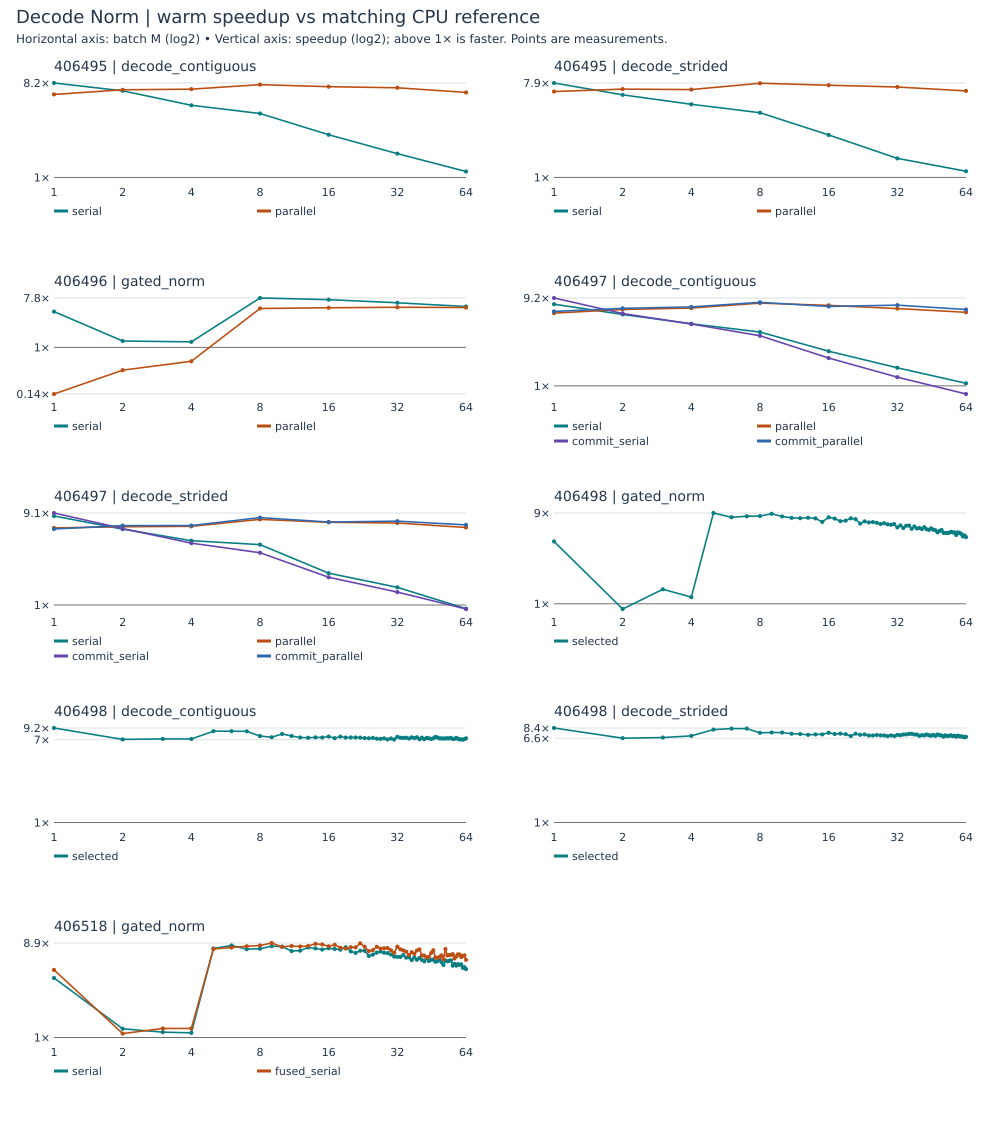 Decode Norm | warm speedup vs matching CPU reference
Horizontal axis: batch M (log2) • Vertical axis: speedup (log2); above 1× is faster. Points are measurements.
406495 | decode_contiguous
8.2×
1×
1 2 4 8 16 32 64
serial parallel
406495 | decode_strided
7.9×
1×
1 2 4 8 16 32 64
serial parallel
406496 | gated_norm
7.8×
1×
0.14×
1 2 4 8 16 32 64
serial parallel
406497 | decode_contiguous
9.2×
1×
1 2 4 8 16 32 64
serial parallel
commit_serial commit_parallel
406497 | decode_strided
9.1×
1×
1 2 4 8 16 32 64
serial parallel
commit_serial commit_parallel
406498 | gated_norm
9×
1×
1 2 4 8 16 32 64
selected
406498 | decode_contiguous
9.2×
7×
1×
1 2 4 8 16 32 64
selected
406498 | decode_strided
8.4×
6.6×
1×
1 2 4 8 16 32 64
selected
406518 | gated_norm
8.9×
1×
1 2 4 8 16 32 64
serial fused_serial